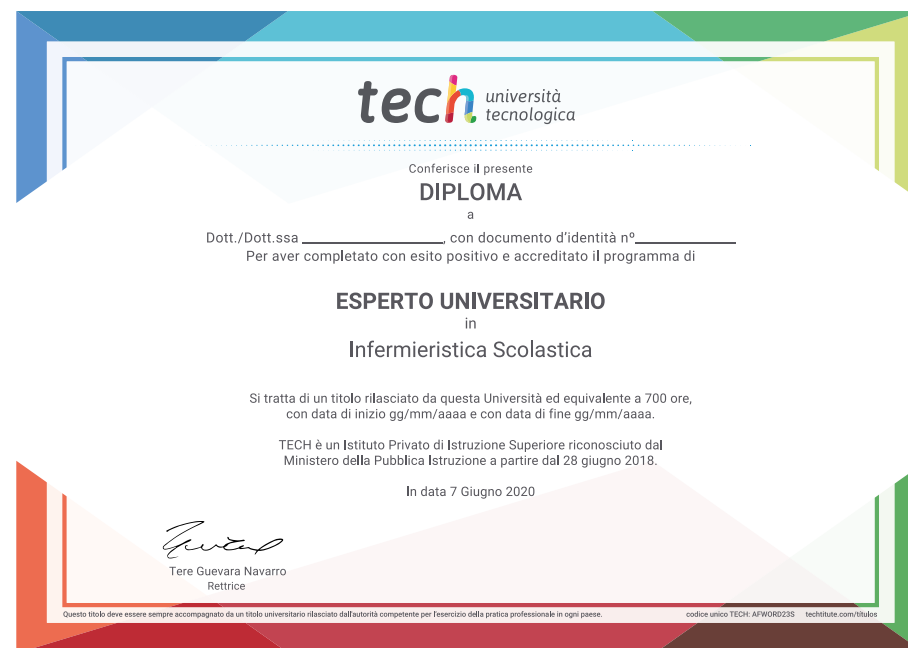 tech università
tecnologica
Conferisce il presente
DIPLOMA
a
Dott./Dott.ssa ____________________, con documento d'identità nº______________
Per aver completato con esito positivo e accreditato il programma di
ESPERTO UNIVERSITARIO
in
Infermieristica Scolastica
Si tratta di un titolo rilasciato da questa Università ed equivalente a 700 ore,
con data di inizio gg/mm/aaaa e con data di fine gg/mm/aaaa.
TECH è un Istituto Privato di Istruzione Superiore riconosciuto dal
Ministero della Pubblica Istruzione a partire dal 28 giugno 2018.
In data 7 Giugno 2020
Tere Guevara Navarro
Rettrice
Questo titolo deve essere sempre accompagnato da un titolo universitario rilasciato dall'autorità competente per l'esercizio della pratica professionale in ogni paese. codice unico TECH: AFWORD23S techtitute.com/titulos